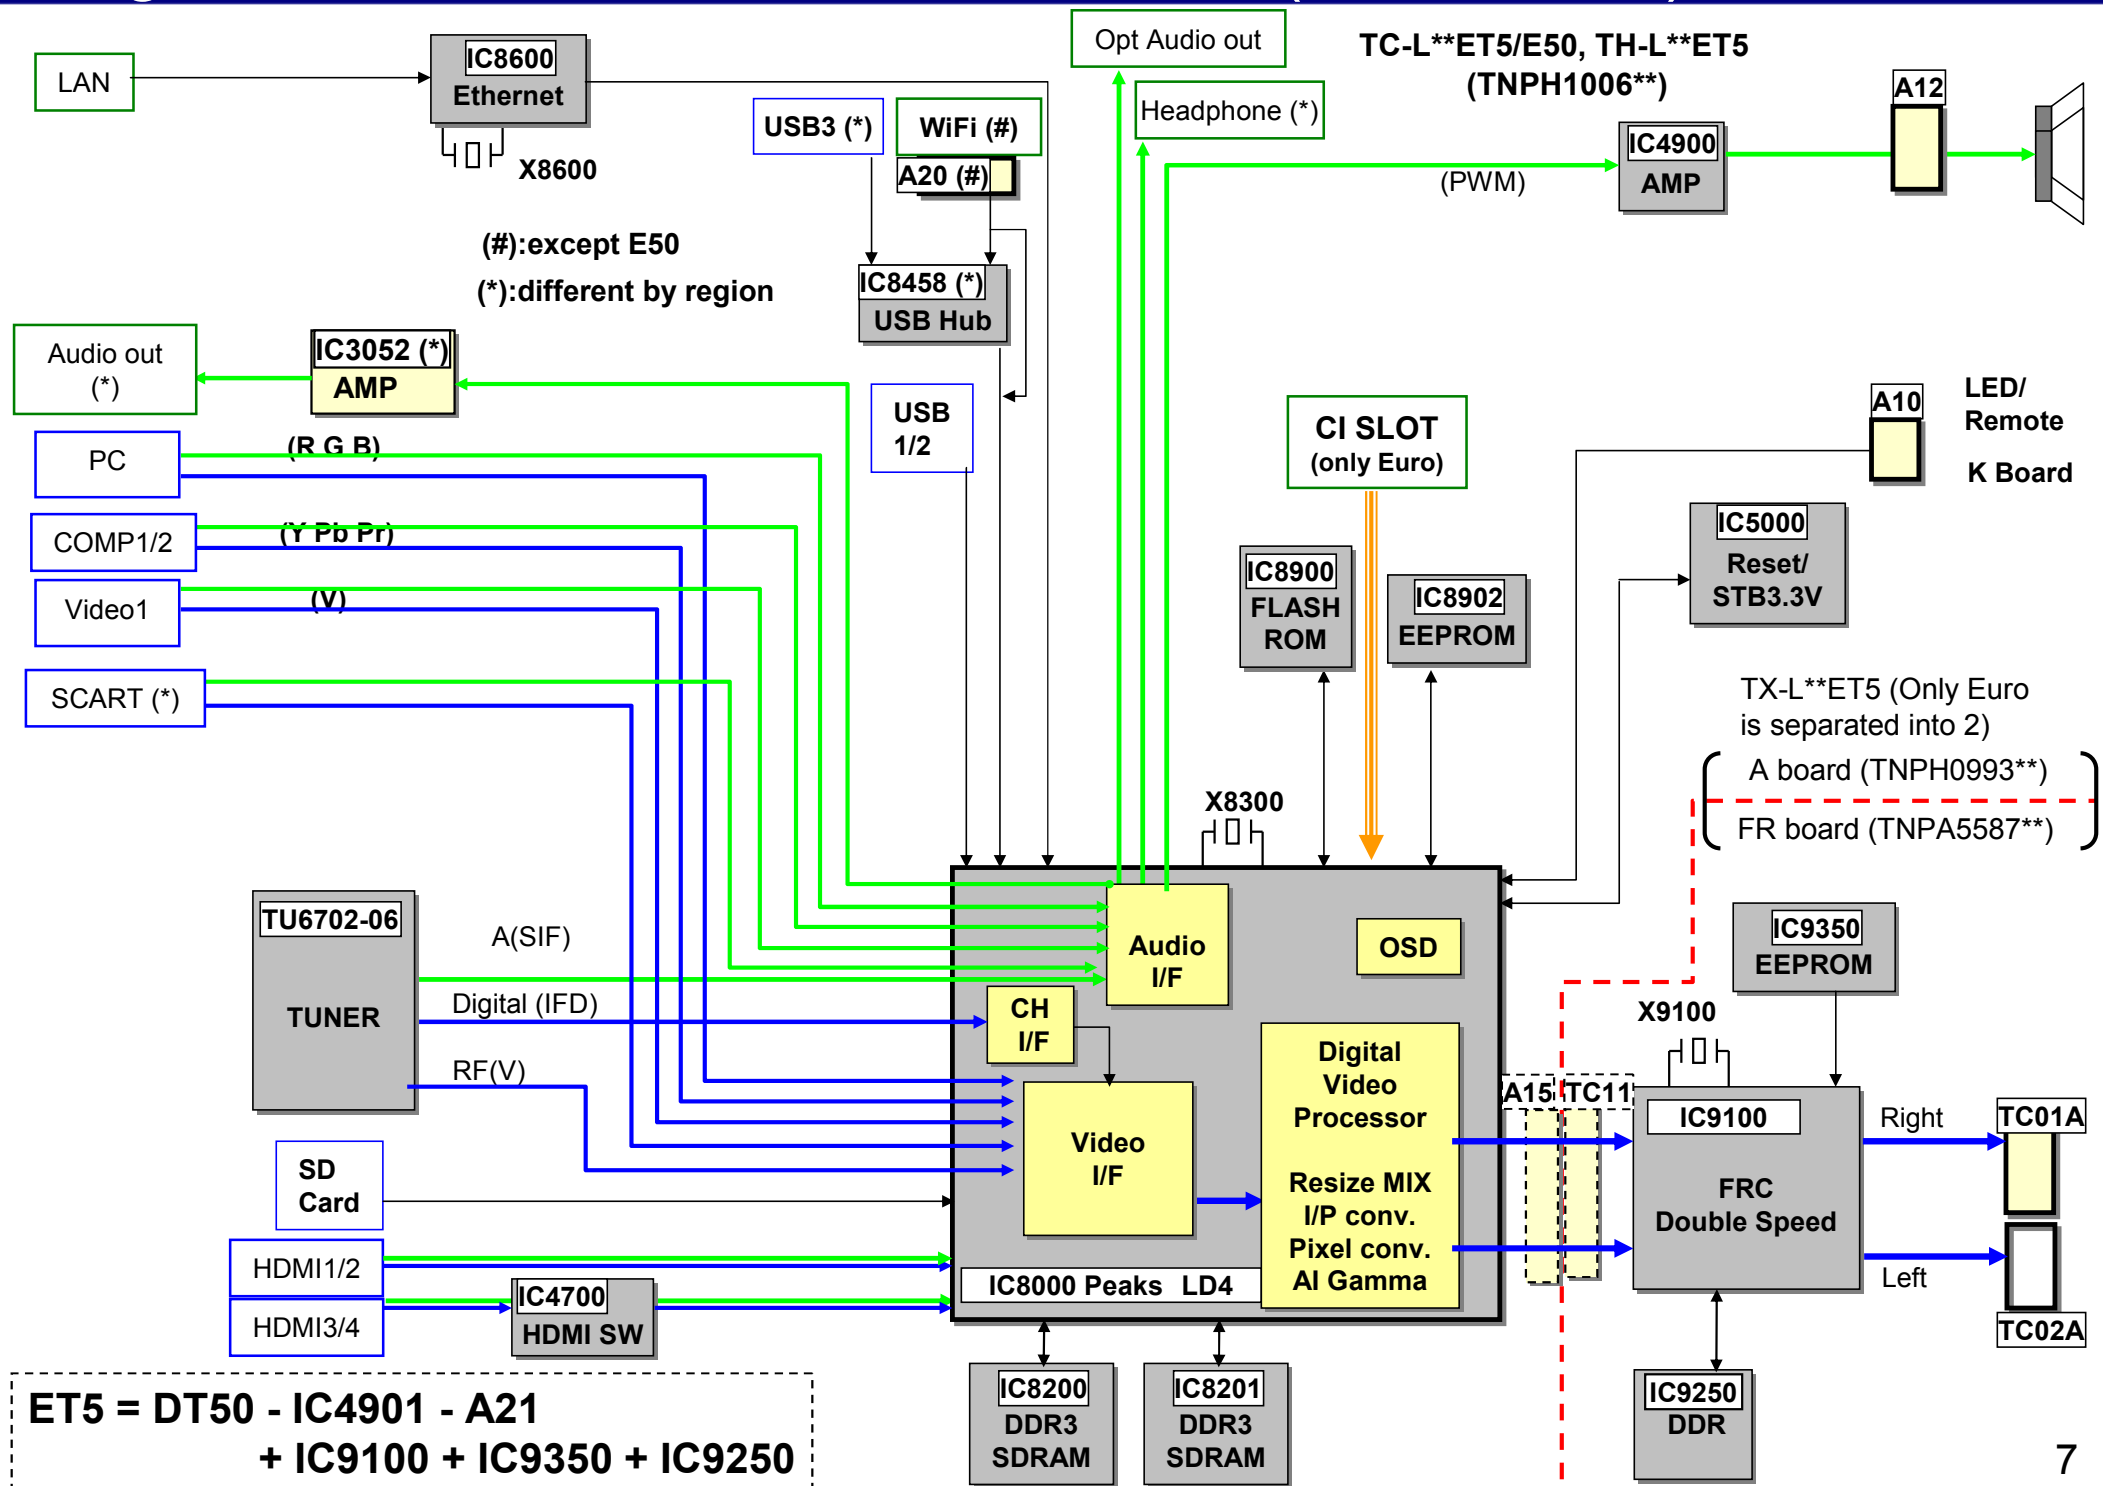 LAN
IC8600
Ethernet
X8600
USB3 (*)
WiFi (#)
A20 (#)
Opt Audio out
Headphone (*)
TC-L**ET5/E50, TH-L**ET5
(TNPH1006**)
(PWM)
IC4900
AMP
A12
(#):except E50
(*):different by region
IC8458 (*)
USB Hub
Audio out
(*)
IC3052 (*)
AMP
USB
1/2
CI SLOT
(only Euro)
A10
LED/
Remote
K Board
PC
(R G B)
COMP1/2
(Y Pb Pr)
Video1
(V)
SCART (*)
IC8900
FLASH
ROM
IC8902
EEPROM
IC5000
Reset/
STB3.3V
TX-L**ET5 (Only Euro
is separated into 2)
A board (TNPH0993**)
FR board (TNPA5587**)
X8300
TU6702-06
TUNER
A(SIF)
Digital (IFD)
RF(V)
Audio
I/F
OSD
CH
I/F
Video
I/F
Digital
Video
Processor
Resize MIX
I/P conv.
Pixel conv.
AI Gamma
IC8000 Peaks LD4
IC9350
EEPROM
X9100
A15
TC11
IC9100
FRC
Double Speed
Right
Left
TC01A
TC02A
SD
Card
HDMI1/2
HDMI3/4
IC4700
HDMI SW
IC8200
DDR3
SDRAM
IC8201
DDR3
SDRAM
IC9250
DDR
ET5 = DT50 - IC4901 - A21
+ IC9100 + IC9350 + IC9250
7